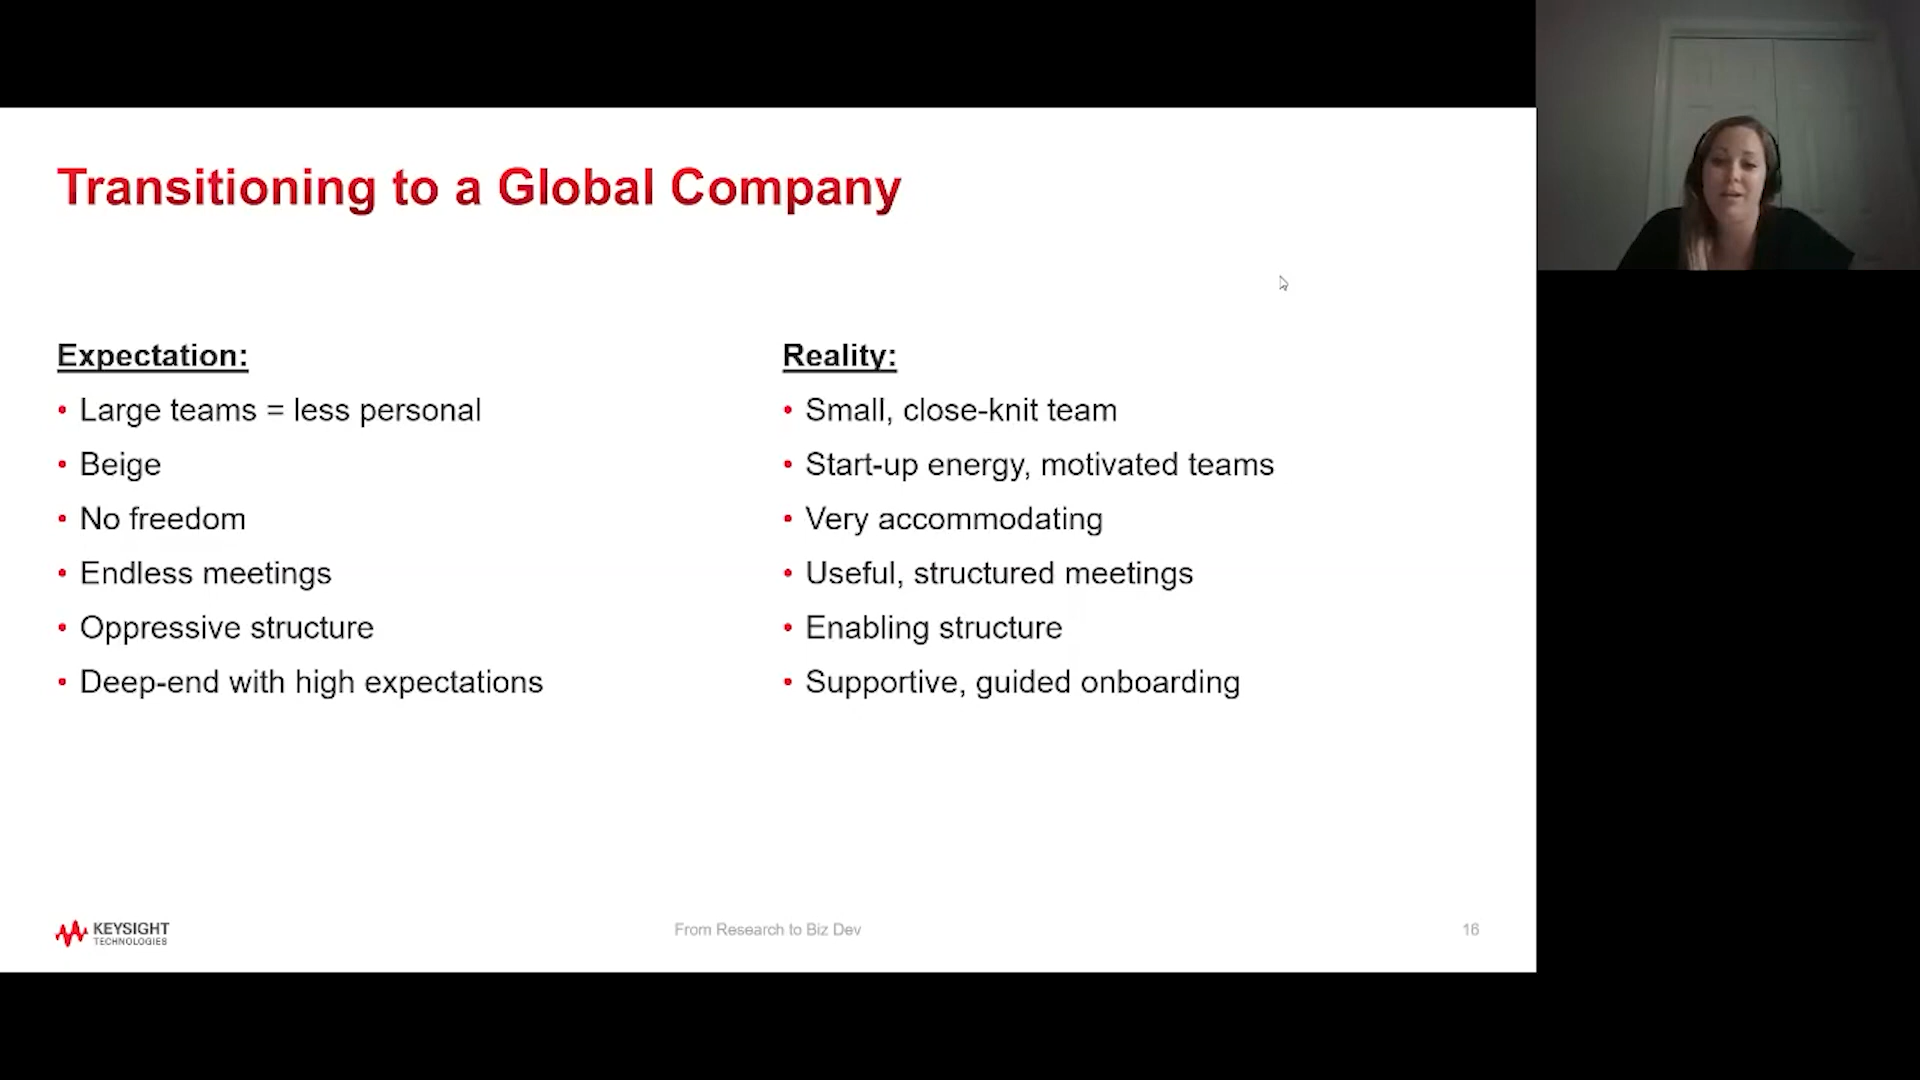 Transitioning to a Global Company
Expectation:
• Large teams = less personal
• Beige
• No freedom
• Endless meetings
• Oppressive structure
• Deep-end with high expectations
Reality:
• Small, close-knit team
• Start-up energy, motivated teams
• Very accommodating
• Useful, structured meetings
• Enabling structure
• Supportive, guided onboarding
KEYSIGHT
TECHNOLOGIES
From Research to Biz Dev
16